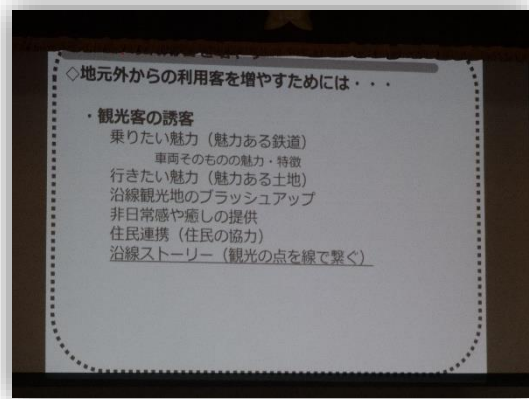 ◇地元外からの利用客を増やすためには・・・
・観光客の誘客
乗りたい魅力（魅力ある鉄道）
車両そのものの魅力・特徴
行きたい魅力（魅力ある土地）
沿線観光地のブラッシュアップ
非日常感や癒しの提供
住民連携（住民の協力）
沿線ストーリー（観光の点を線で繋ぐ）